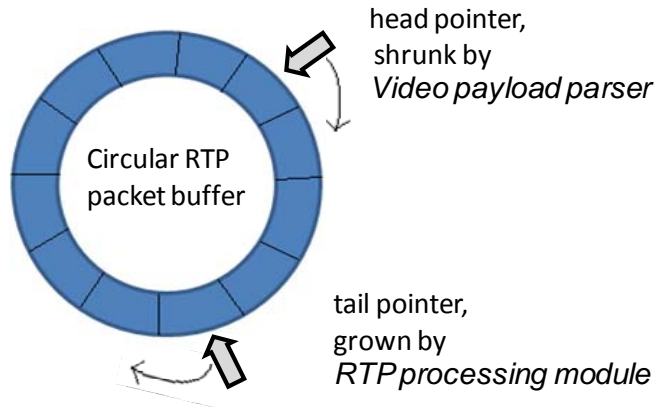 head pointer,
shrunk by
Video payload parser
Circular RTP
packet buffer
tail pointer,
grown by
RTP processing module